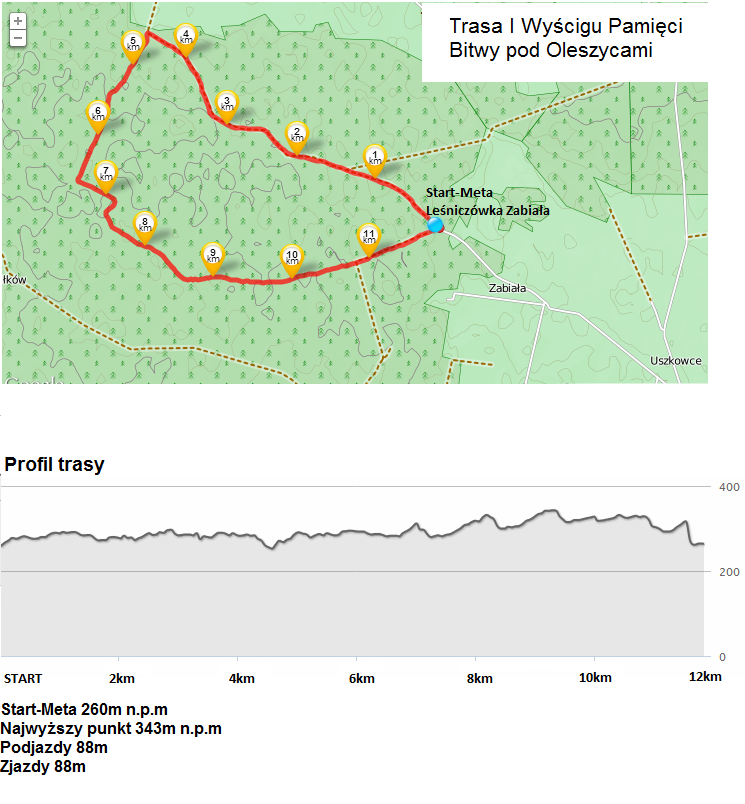 Trasa I Wyścigu Pamięci
Bitwy pod Oleszycami
+
−
5
km
4
km
3
km
6
km
2
km
1
km
7
km
Start-Meta
Leśniczówka Zabiała
8
km
11
km
9
km
10
km
łków
Zabiała
Uszkowce
Profil trasy
400
200
0
START
2km
4km
6km
8km
10km
12km
Start-Meta 260m n.p.m
Najwyższy punkt 343m n.p.m
Podjazdy 88m
Zjazdy 88m